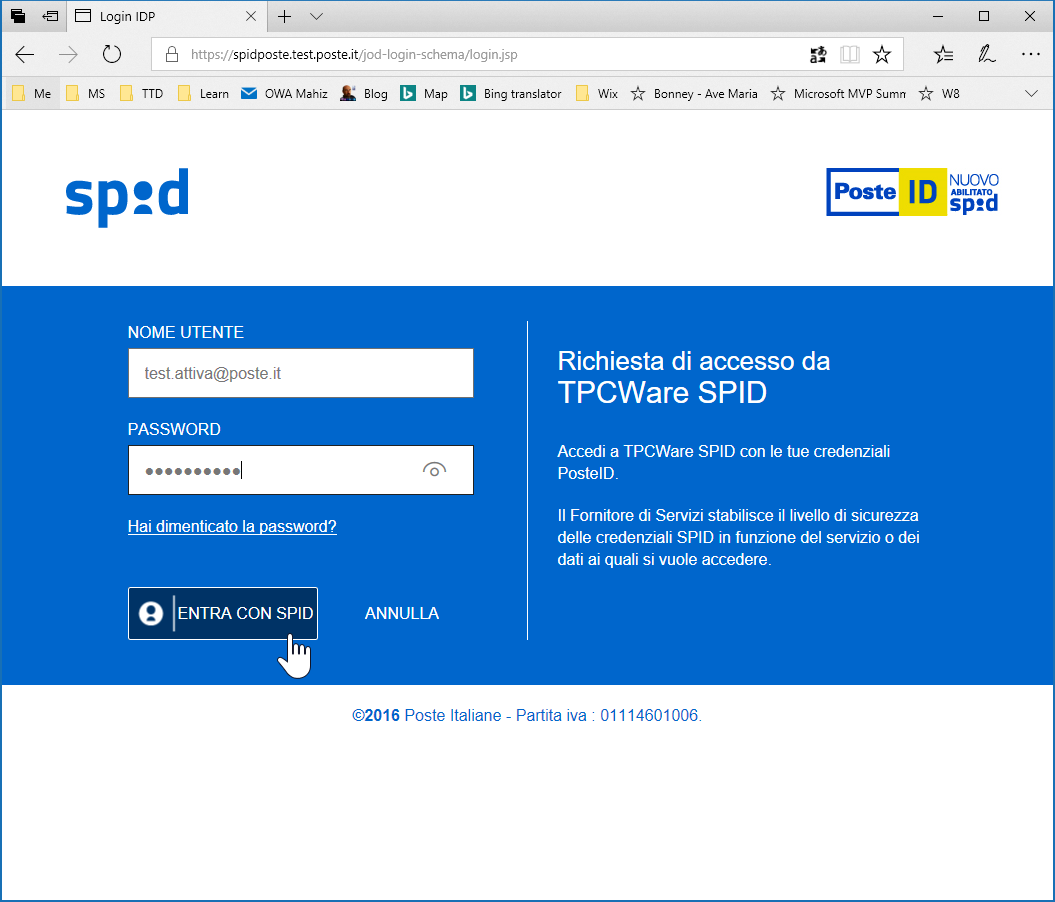 Login IDP
https://spidposte.test.poste.it/jod-login-schema/login.jsp
Me MS TTD Learn OWA Mahiz Blog Map Bing translator Wix Bonney - Ave Maria Microsoft MVP Summ W8
spid
Poste ID NUOVO
ABILITATO
spid
NOME UTENTE
test.attiva@poste.it
PASSWORD
Hai dimenticato la password?
ENTRA CON SPID ANNULLA
Richiesta di accesso da
TPCWare SPID
Accedi a TPCWare SPID con le tue credenziali
PosteID.
Il Fornitore di Servizi stabilisce il livello di sicurezza
delle credenziali SPID in funzione del servizio o dei
dati ai quali si vuole accedere.
©2016 Poste Italiane - Partita iva : 01114601006.